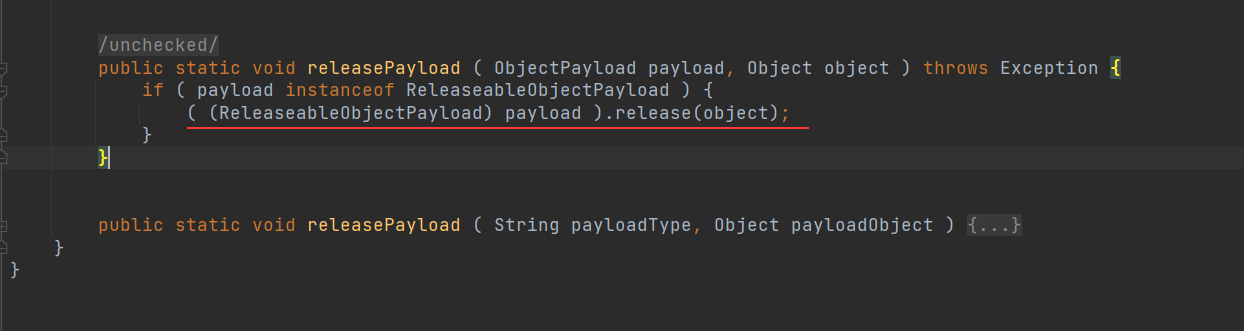 /unchecked/
public static void releasePayload ( ObjectPayload payload, Object object ) throws Exception {
if ( payload instanceof ReleaseableObjectPayload ) {
( (ReleaseableObjectPayload) payload ).release(object);
}
}
public static void releasePayload ( String payloadType, Object payloadObject ) {...}
}
}